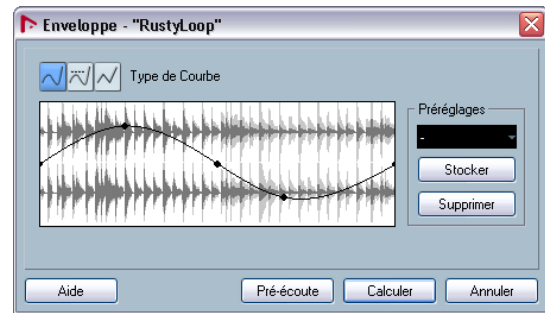 Enveloppe - "RustyLoop"
Type de Courbe
Préréglages
-
Stocker
Supprimer
Aide
Pré-écoute
Calculer
Annuler